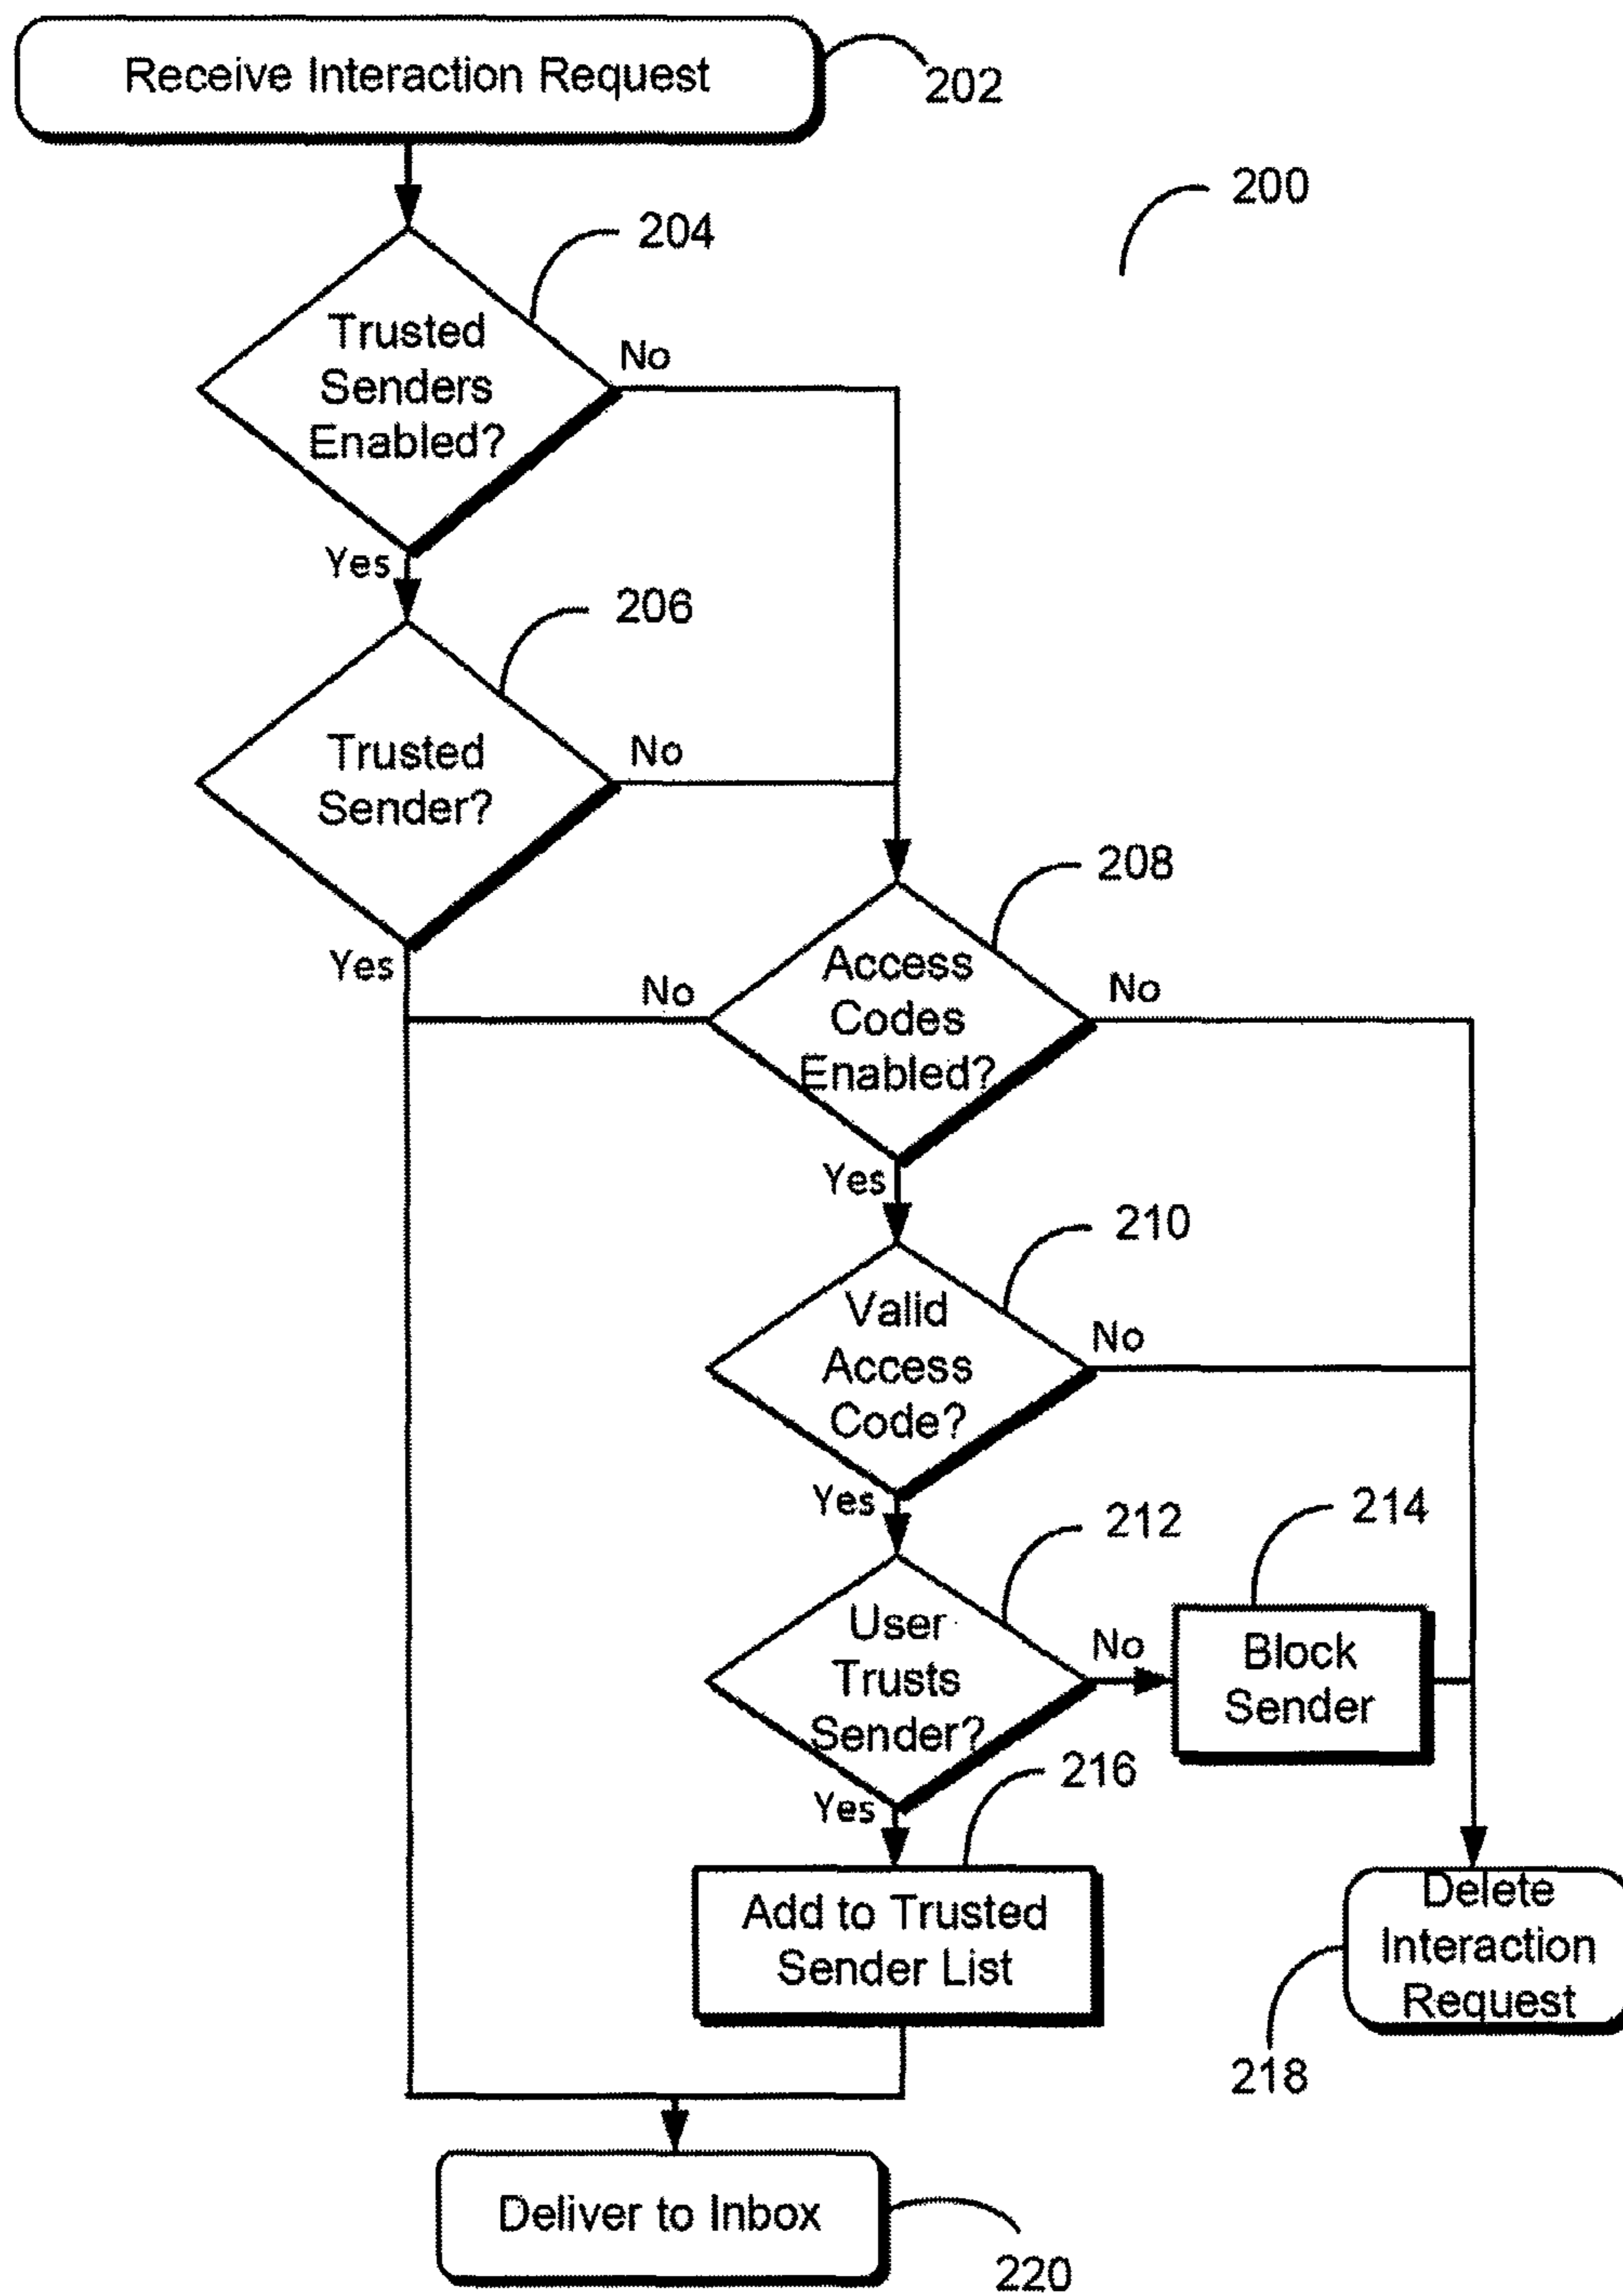 Receive Interaction Request
202
200
204
Trusted
Senders
Enabled?
No
Yes
206
Trusted
Sender?
No
Yes
208
Access
Codes
Enabled?
No
No
Yes
210
Valid
Access
Code?
No
Yes
212
User
Trusts
Sender?
No
Yes
214
Block
Sender
216
Add to Trusted
Sender List
Delete
Interaction
Request
218
Deliver to Inbox
220